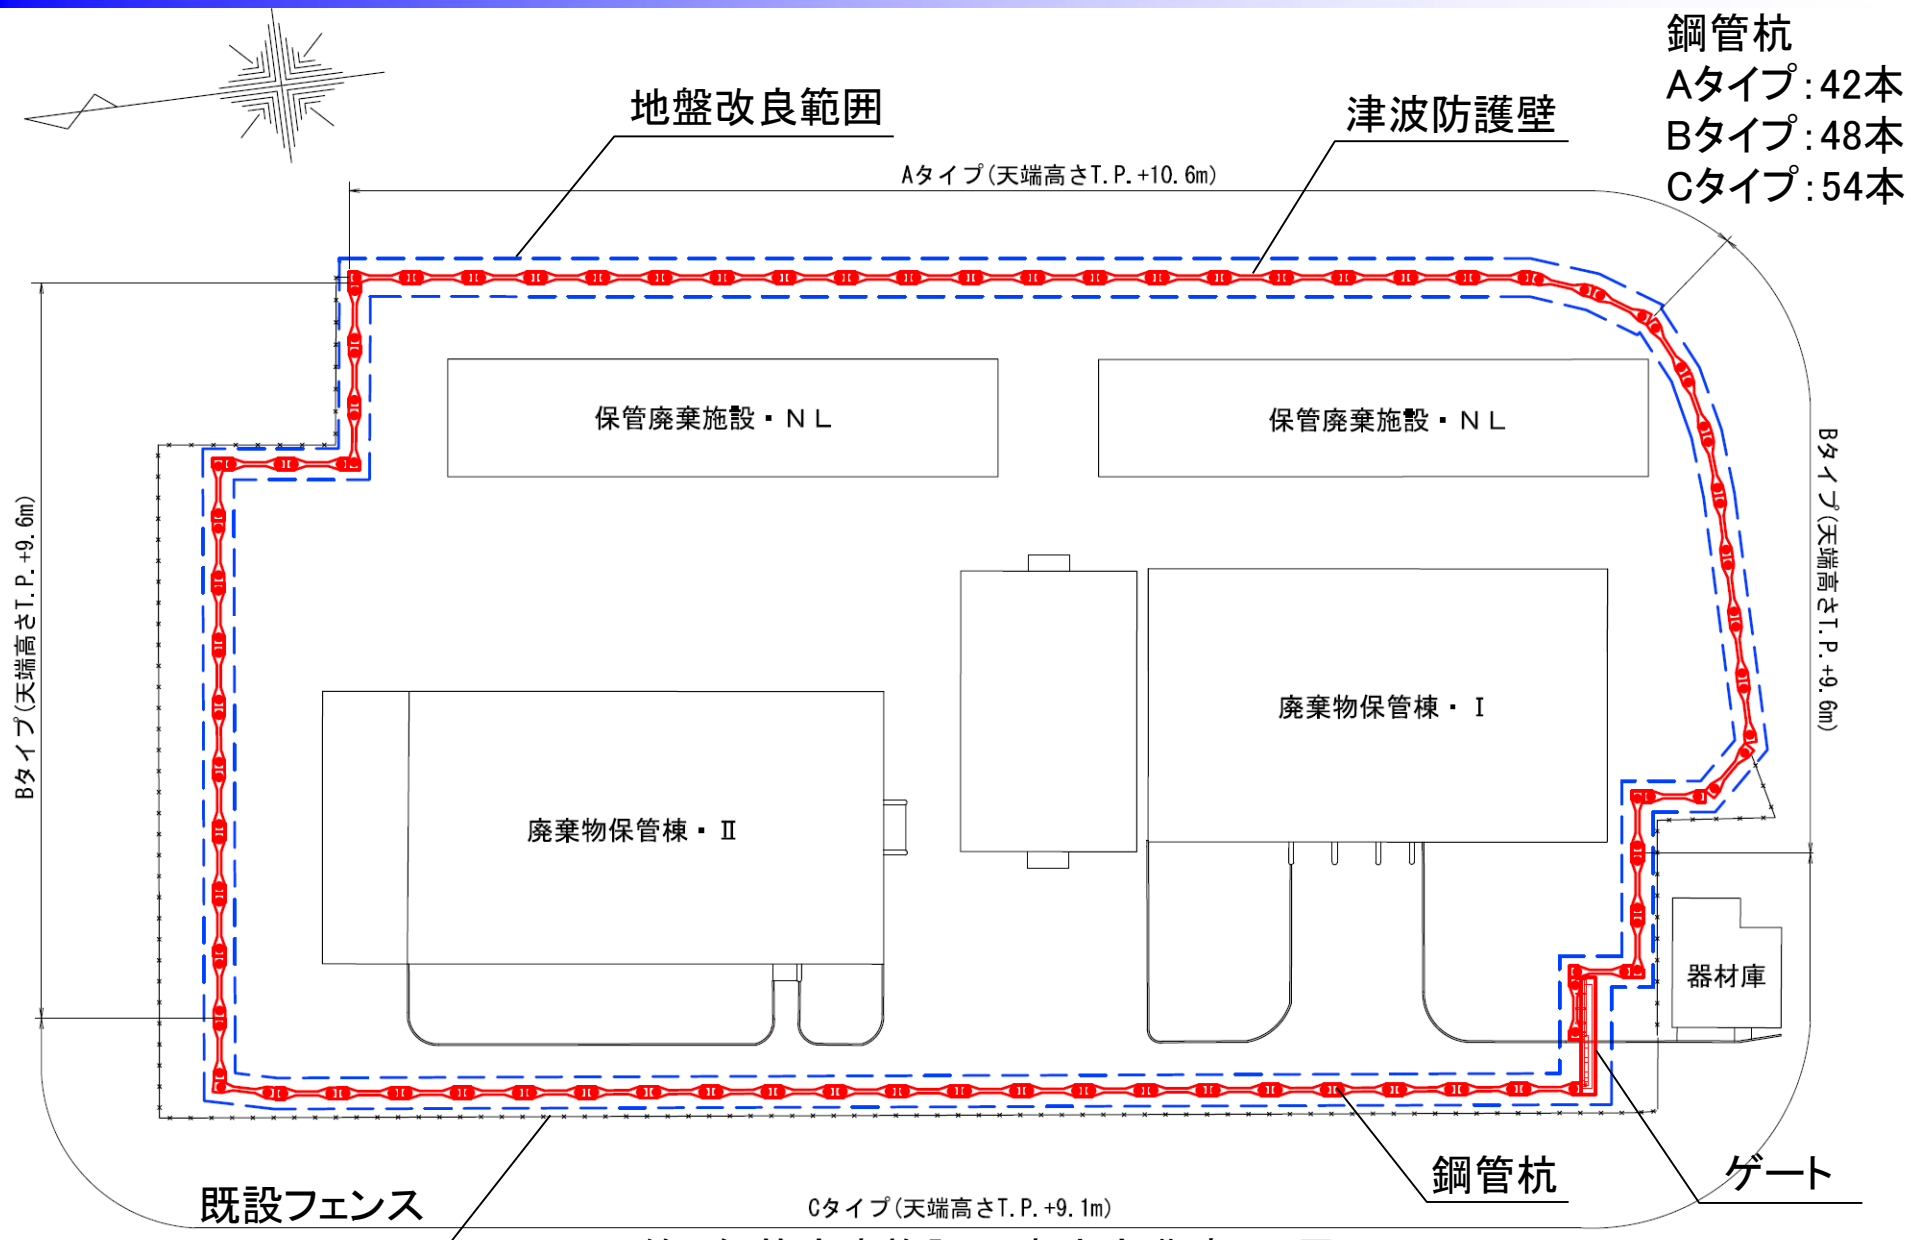 鋼管杭
Aタイプ:42本
Bタイプ:48本
Cタイプ:54本
地盤改良範囲
津波防護壁
Aタイプ(天端高さT.P.+10.6m)
保管廃棄施設・NL
保管廃棄施設・NL
Bタイプ(天端高さT.P.+9.6m)
Bタイプ(天端高さT.P.+9.6m)
廃棄物保管棟・Ⅰ
廃棄物保管棟・Ⅱ
器材庫
既設フェンス
鋼管杭
ゲート
Cタイプ(天端高さT.P.+9.1m)